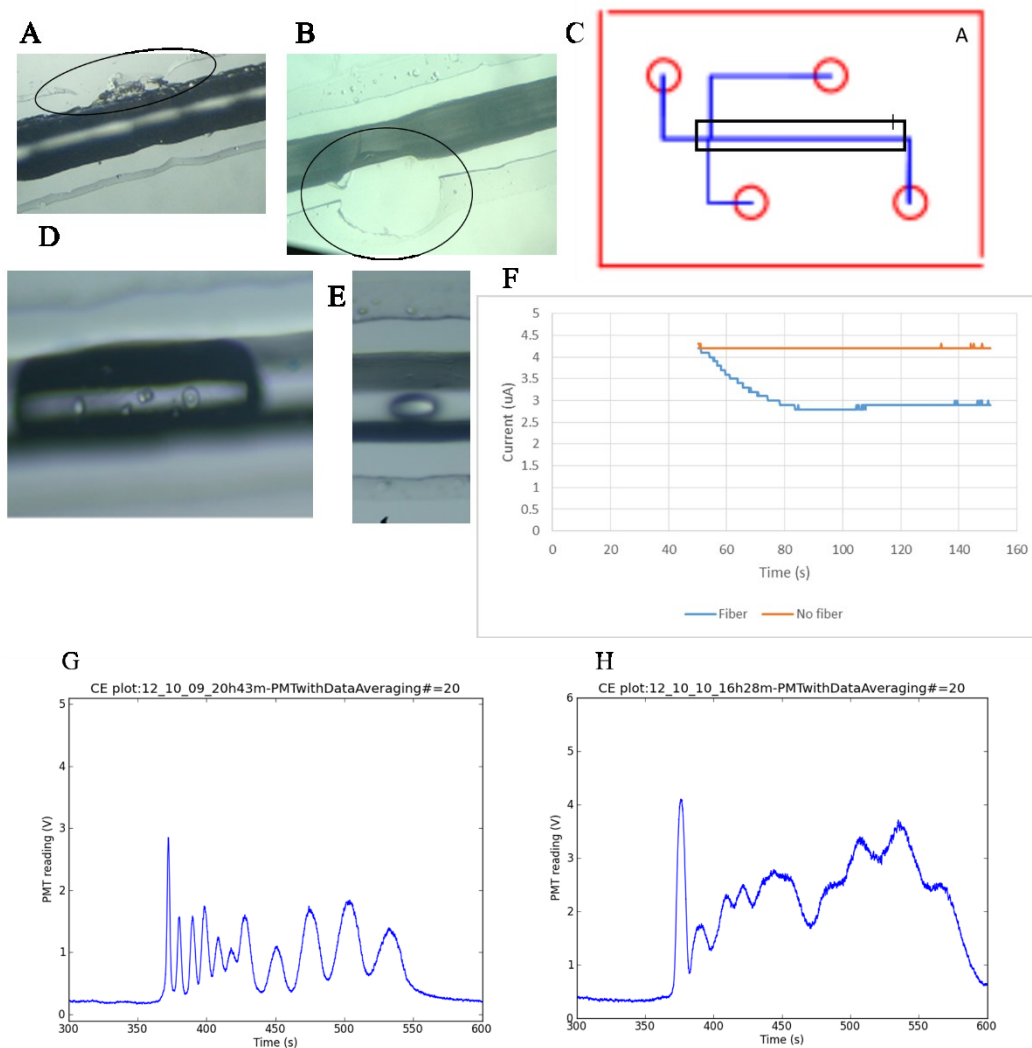 A
B
C
A
D
E
F
5
4.5
4
3.5
3
2.5
2
1.5
1
0.5
0
Current (uA)
0 20 40 60 80 100 120 140 160
Time (s)
Fiber No fiber
G
CE plot:12_10_09_20h43m-PMTwithDataAveraging#=20
5
4
3
2
1
0
PMT reading (V)
300 350 400 450 500 550 600
Time (s)
H
CE plot:12_10_10_16h28m-PMTwithDataAveraging#=20
6
5
4
3
2
1
0
PMT reading (V)
300 350 400 450 500 550 600
Time (s)